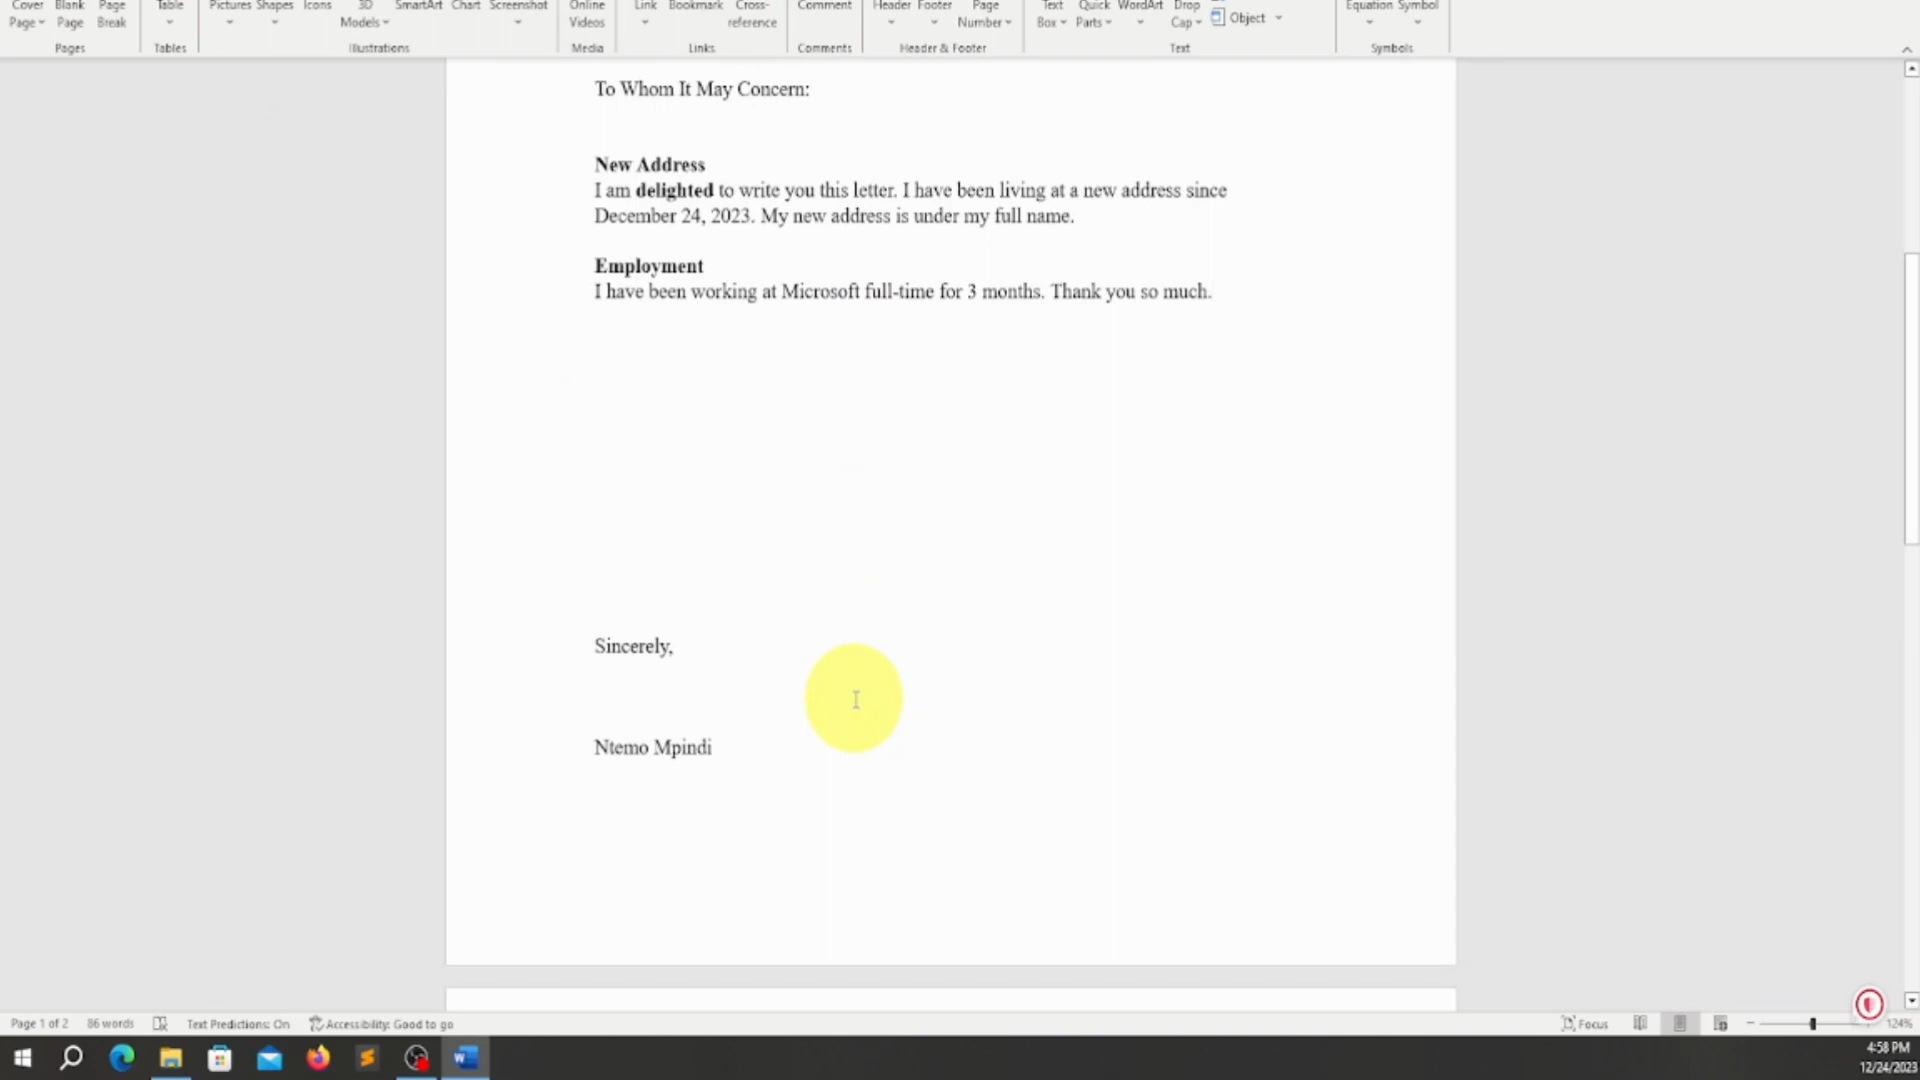 Cover Blank Page Table Pictures Shapes Icons 3D SmartArt Chart Screenshot Online Link Bookmark Cross- Comment Header Footer Page Text Quick WordArt Drop Equation Symbol
Page Page Break Models Videos reference Number Box Parts Cap Object
Pages Tables Illustrations Media Links Comments Header & Footer Text Symbols
To Whom It May Concern:
New Address
I am delighted to write you this letter. I have been living at a new address since
December 24, 2023. My new address is under my full name.
Employment
I have been working at Microsoft full-time for 3 months. Thank you so much.
Sincerely,
Ntemo Mpindi
Page 1 of 2 86 words Text Predictions: On Accessibility: Good to go Focus 124%
4:58 PM
12/24/2023